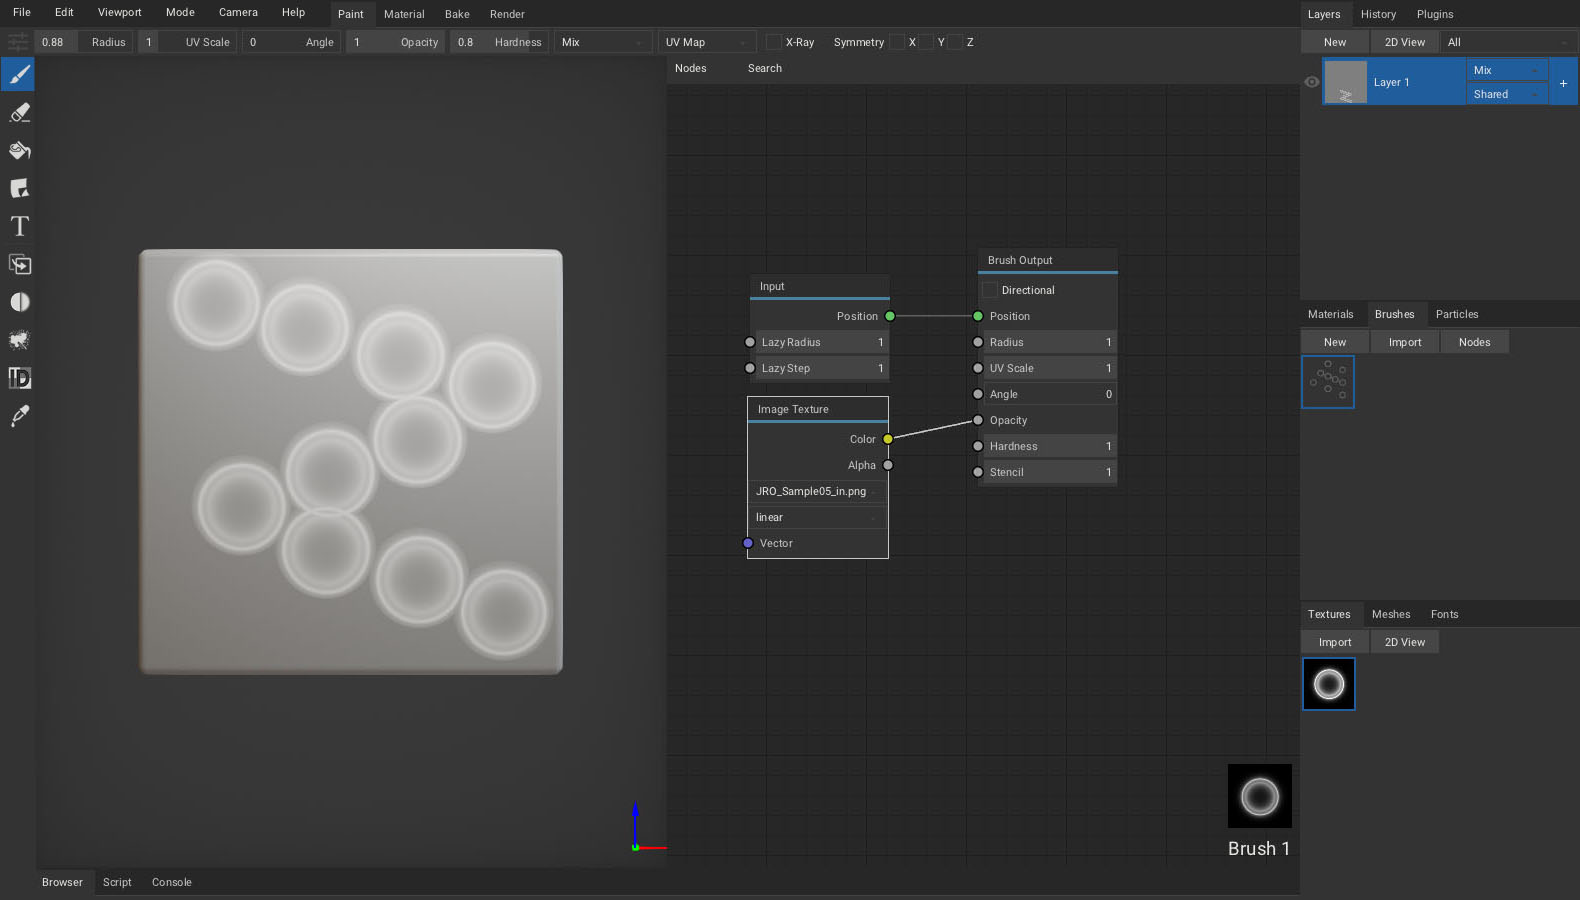 File Edit Viewport Mode Camera Help Paint Material Bake Render
0.88 Radius 1 UV Scale 0 Angle 1 Opacity 0.8 Hardness Mix UV Map X-Ray Symmetry X Y Z
T
D
Nodes Search
Input
Position
Lazy Radius 1
Lazy Step 1
Image Texture
Color
Alpha
JRO_Sample05_in.png
linear
Vector
Brush Output
Directional
Position
Radius 1
UV Scale 1
Angle 0
Opacity
Hardness 1
Stencil 1
Brush 1
Browser Script Console
Layers History Plugins
New 2D View All
Layer 1 Mix
Shared +
Materials Brushes Particles
New Import Nodes
Textures Meshes Fonts
Import 2D View